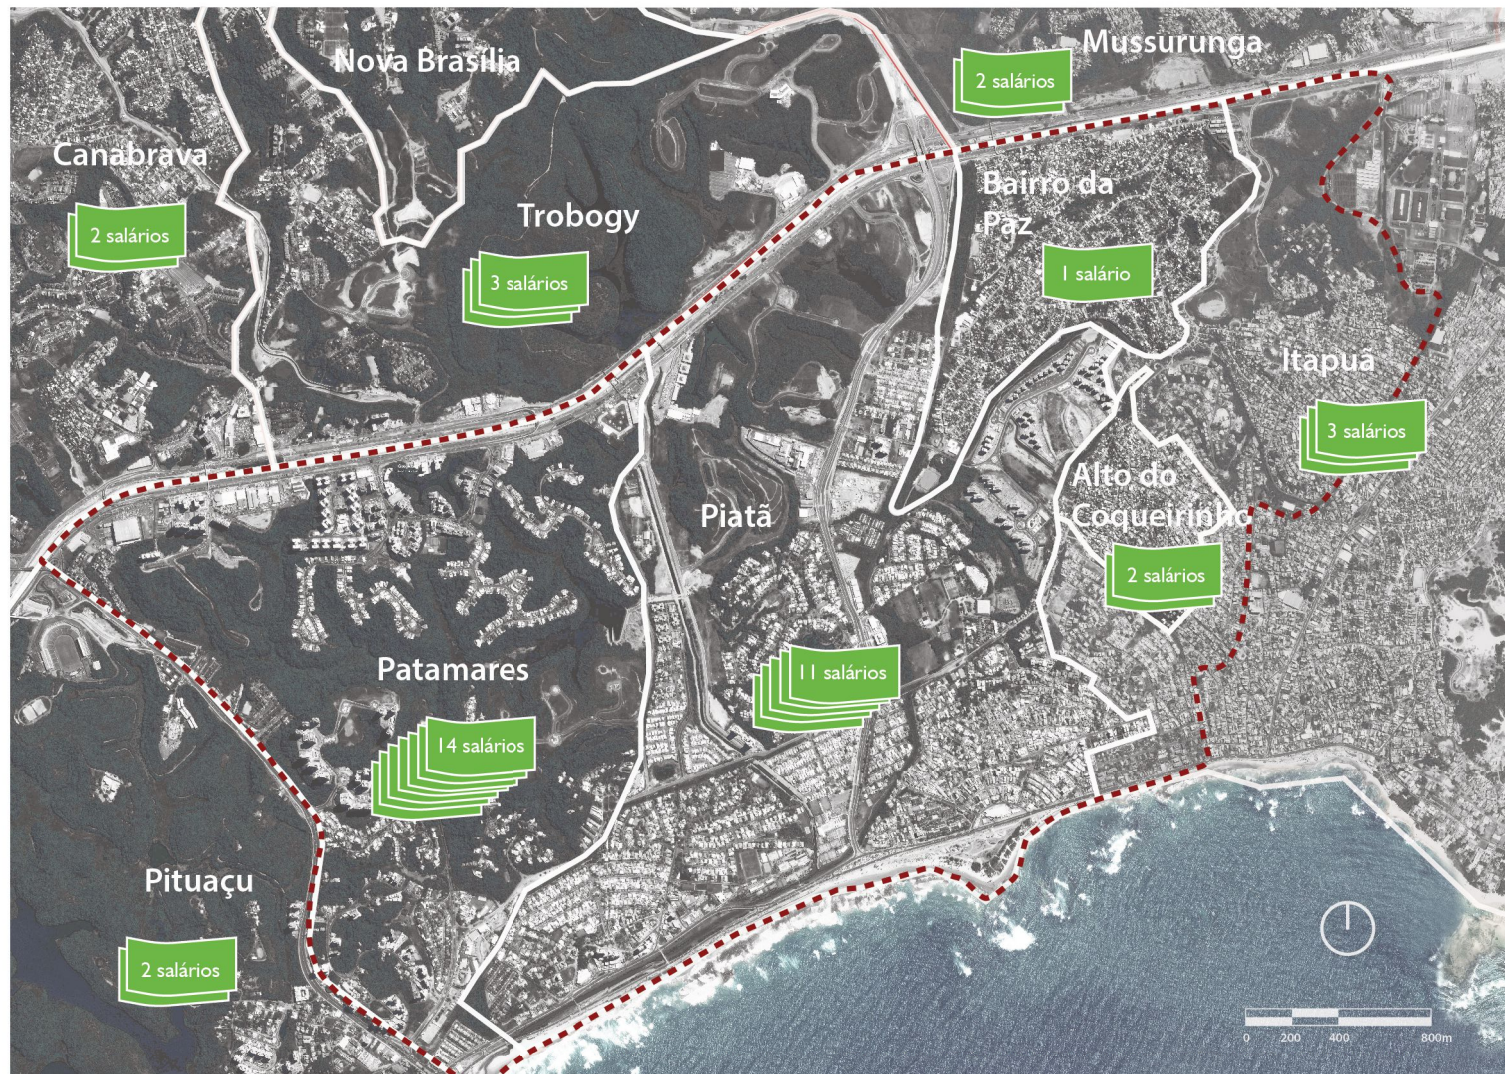 Mussurunga
2 salários
Nova Brasília
Canabrava
2 salários
Trobogy
3 salários
Bairro da
Paz
1 salário
Itapuã
3 salários
Alto do
Coqueirinho
2 salários
Piatã
11 salários
Patamares
14 salários
Pituaçu
2 salários
0 200 400 800m